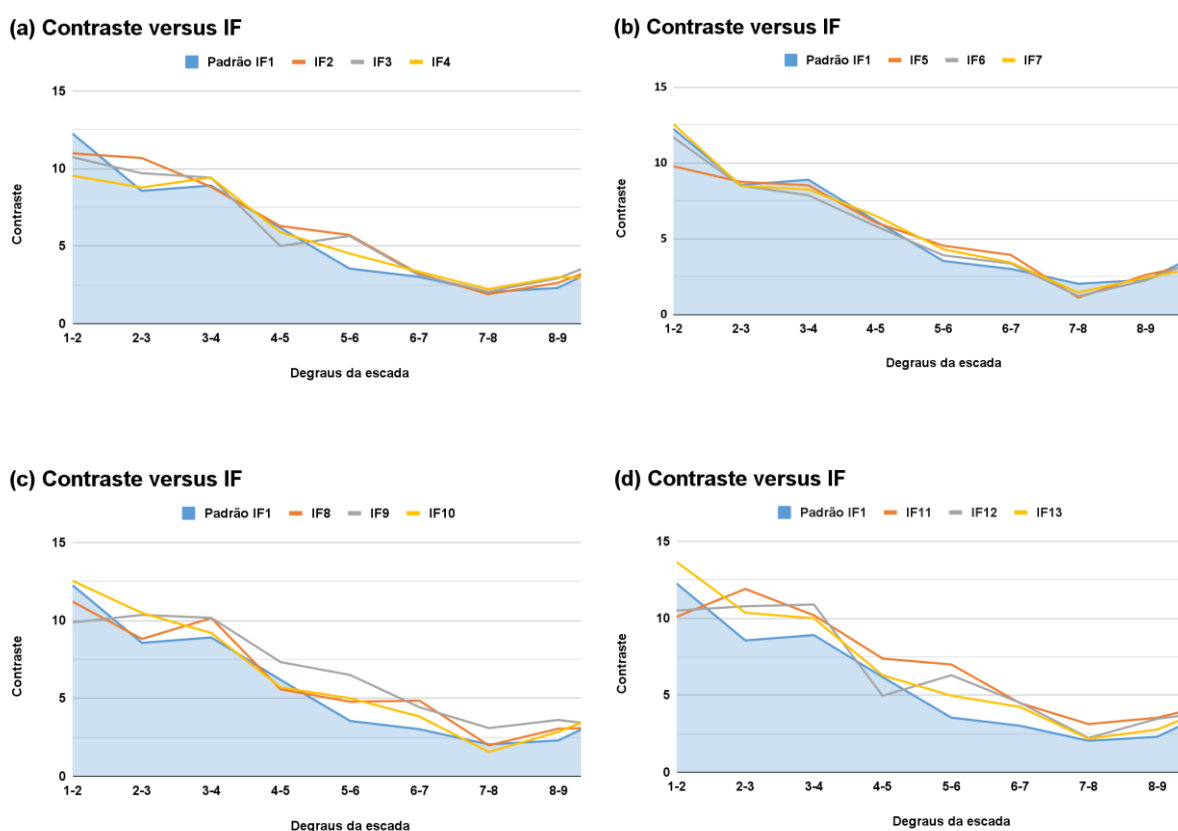 (a) Contraste versus IF
Padrão IF1 IF2 IF3 IF4
15
10
5
0
Contraste
1-2 2-3 3-4 4-5 5-6 6-7 7-8 8-9
Degraus da escada
(b) Contraste versus IF
Padrão IF1 IF5 IF6 IF7
15
10
5
0
Contraste
1-2 2-3 3-4 4-5 5-6 6-7 7-8 8-9
Degraus da escada
(c) Contraste versus IF
Padrão IF1 IF8 IF9 IF10
15
10
5
0
Contraste
1-2 2-3 3-4 4-5 5-6 6-7 7-8 8-9
Degraus da escada
(d) Contraste versus IF
Padrão IF1 IF11 IF12 IF13
15
10
5
0
Contraste
1-2 2-3 3-4 4-5 5-6 6-7 7-8 8-9
Degraus da escada